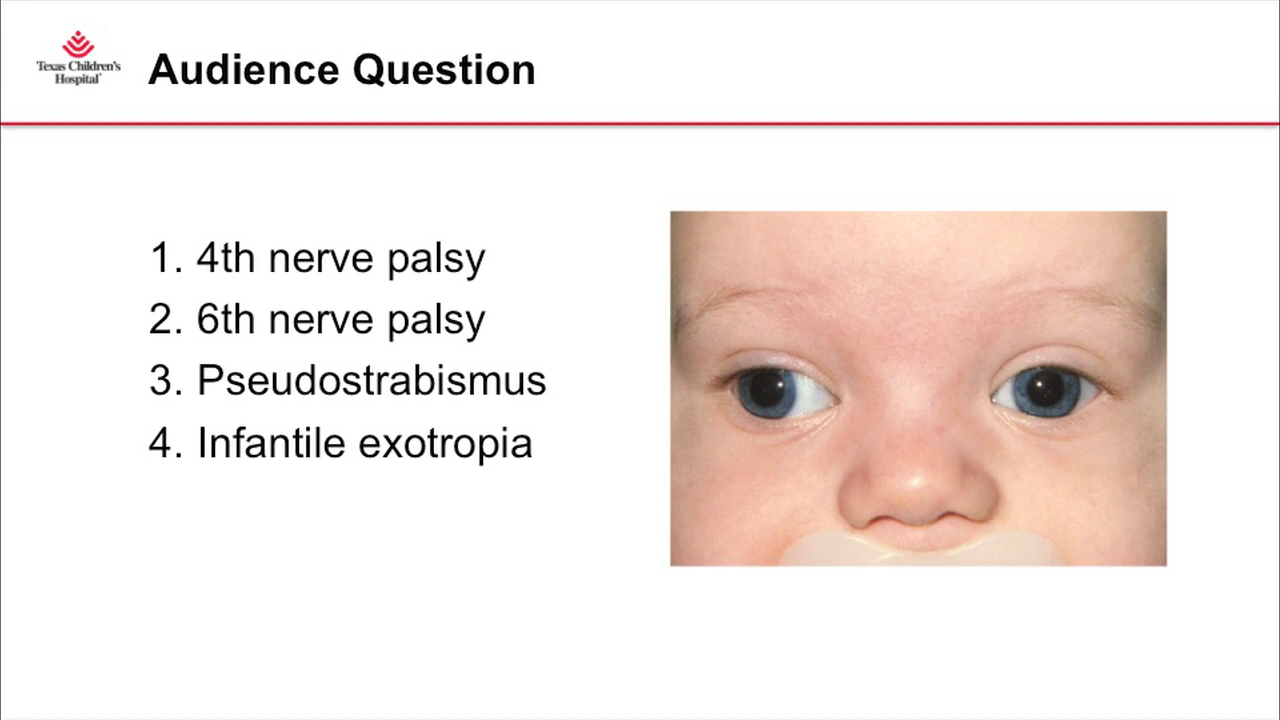 Texas Children's
Hospital
Audience Question
1. 4th nerve palsy
2. 6th nerve palsy
3. Pseudostrabismus
4. Infantile exotropia